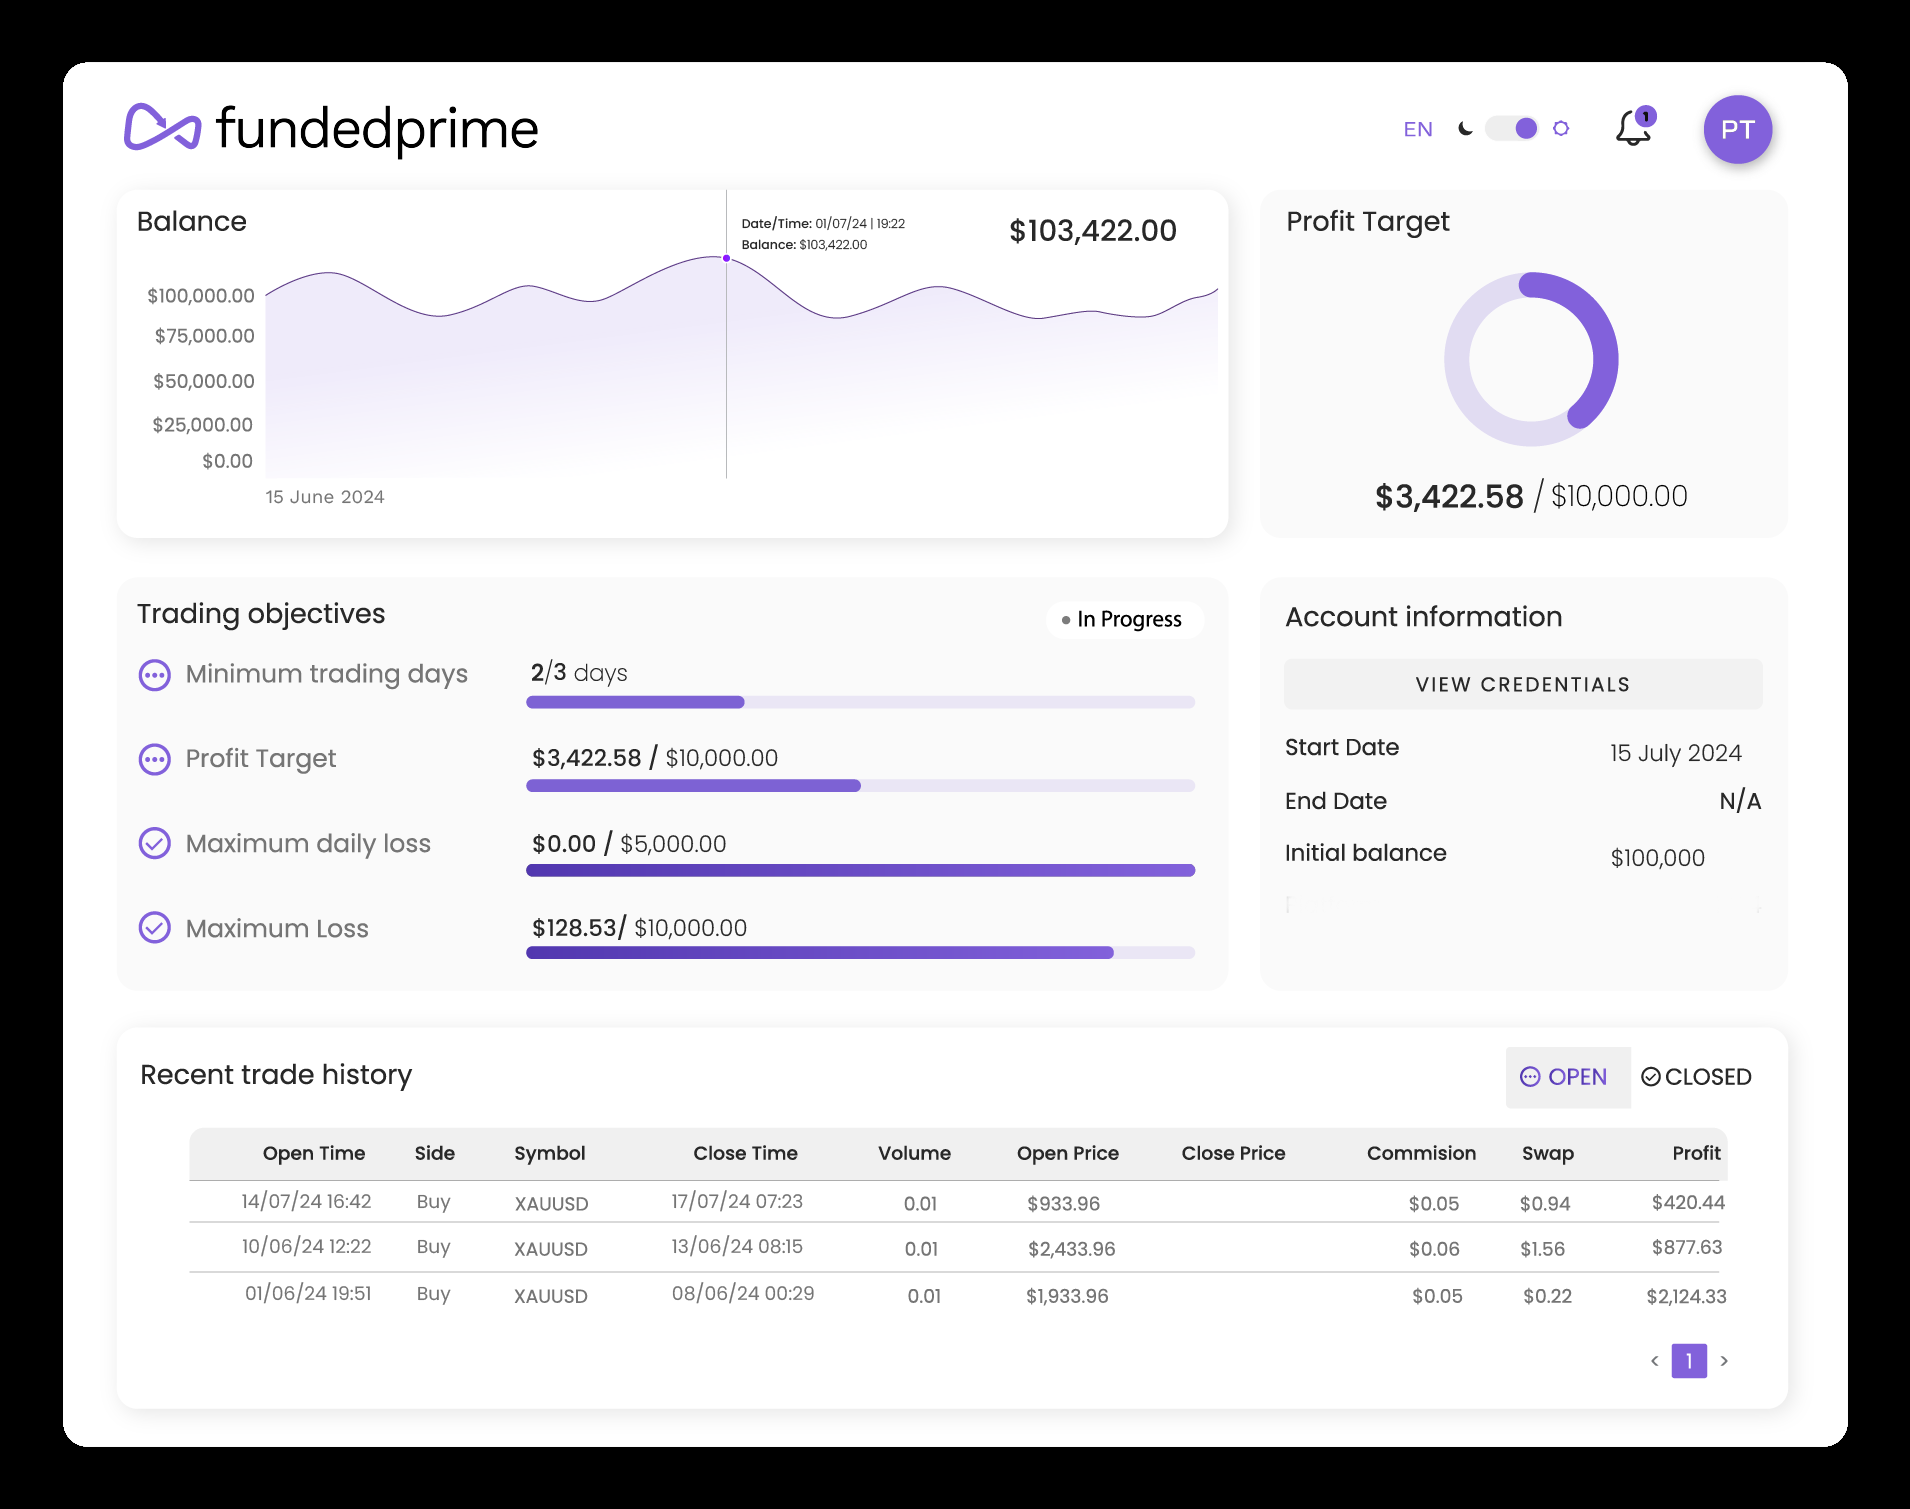 fundedprime
EN
1
PT
Balance
Date/Time: 01/07/24 | 19:22
Balance: $103,422.00
$103,422.00
$100,000.00
$75,000.00
$50,000.00
$25,000.00
$0.00
15 June 2024
Profit Target
$3,422.58 / $10,000.00
Trading objectives
In Progress
Minimum trading days
2/3 days
Profit Target
$3,422.58 / $10,000.00
Maximum daily loss
$0.00 / $5,000.00
Maximum Loss
$128.53/ $10,000.00
Account information
VIEW CREDENTIALS
Start Date 15 July 2024
End Date N/A
Initial balance $100,000
Recent trade history
OPEN CLOSED
Open Time Side Symbol Close Time Volume Open Price Close Price Commision Swap Profit
14/07/24 16:42 Buy XAUUSD 17/07/24 07:23 0.01 $933.96 $0.05 $0.94 $420.44
10/06/24 12:22 Buy XAUUSD 13/06/24 08:15 0.01 $2,433.96 $0.06 $1.56 $877.63
01/06/24 19:51 Buy XAUUSD 08/06/24 00:29 0.01 $1,933.96 $0.05 $0.22 $2,124.33
< 1 >